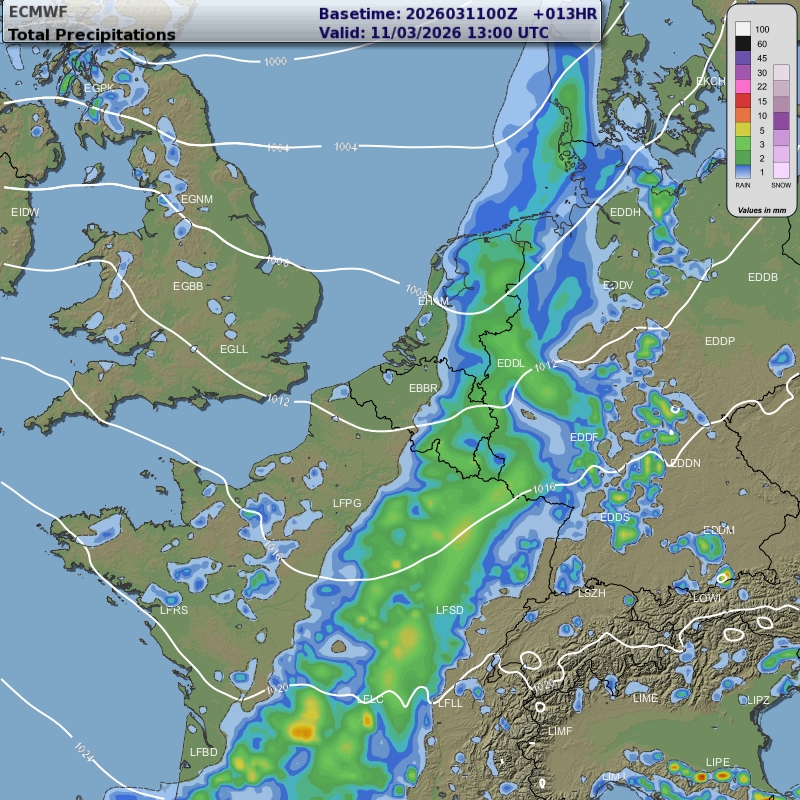 ECMWF
Total Precipitations
Basetime: 2026031100Z +013HR
Valid: 11/03/2026 13:00 UTC
100
60
45
30
22
15
10
5
3
2
1
RAIN
SNOW
Values in mm
1000
EGPK
EKCH
1004
1004
EIDW
EGNM
EDDH
1008
EDDB
EGBB
EDDV
1008
EHAM
EGLL
EDDP
EDDL
1012
EBBR
1012
EDDF
EDDN
1016
LFPG
EDDS
EDDM
1016
LSZH
LOWI
LFRS
LFSD
1020
1020
LFLC
LFLL
LIME
LIPZ
LIMF
LFBD
1024
LIPE
LIMJ